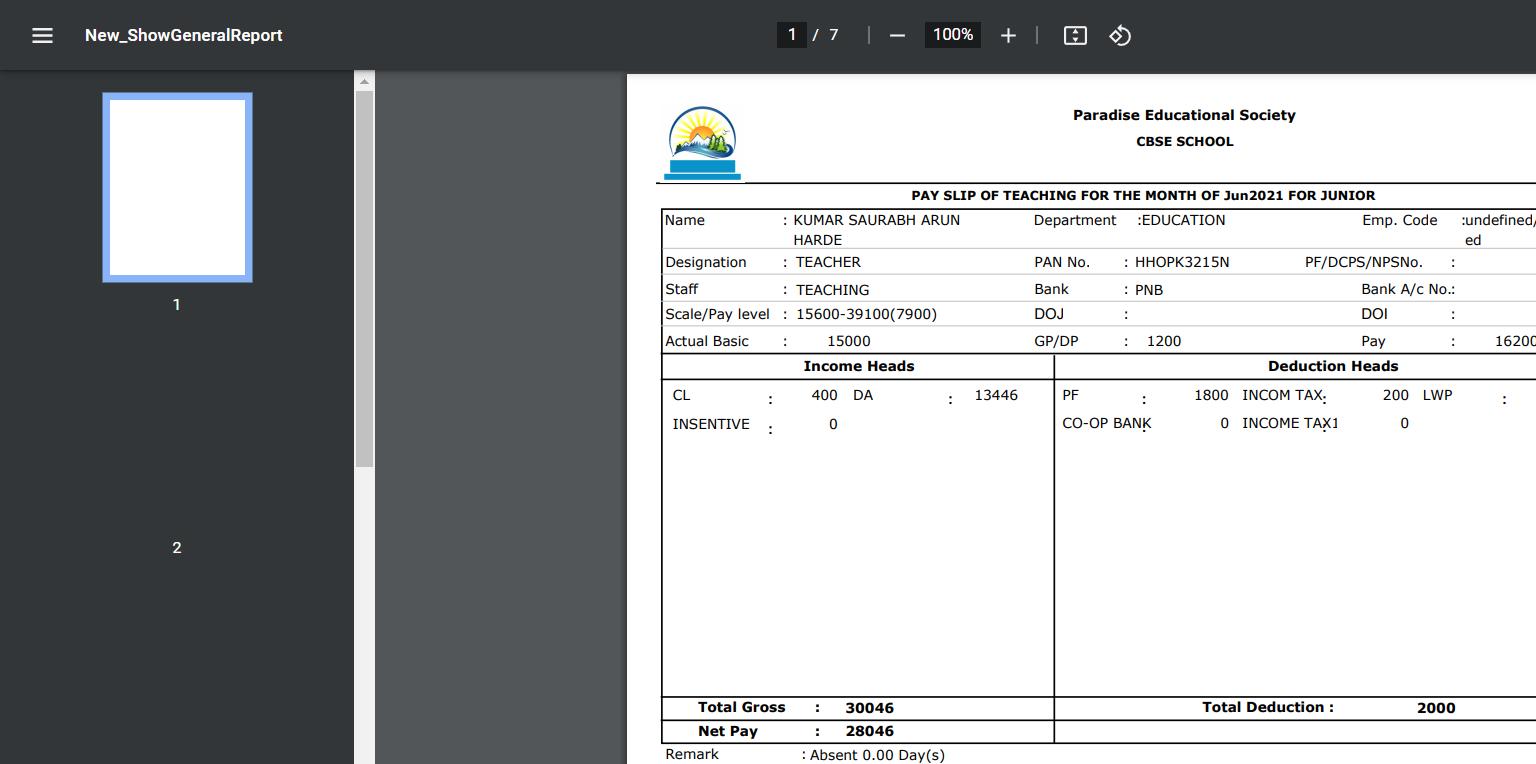 New_ShowGeneralReport 1 / 7 100%
Paradise Educational Society
CBSE SCHOOL
PAY SLIP OF TEACHING FOR THE MONTH OF Jun2021 FOR JUNIOR
Name : KUMAR SAURABH ARUN Department :EDUCATION Emp. Code :undefined/
HARDE ed
Designation : TEACHER PAN No. : HHOPK3215N PF/DCPS/NPSNo. :
Staff : TEACHING Bank : PNB Bank A/c No.:
Scale/Pay level : 15600-39100(7900) DOJ : DOI :
Actual Basic : 15000 GP/DP : 1200 Pay : 16200
Income Heads Deduction Heads
CL : 400 DA : 13446 PF : 1800 INCOM TAX: 200 LWP :
INSENTIVE : 0 CO-OP BANK: 0 INCOME TAX1: 0
1
2
Total Gross : 30046 Total Deduction : 2000
Net Pay : 28046
Remark : Absent 0.00 Day(s)